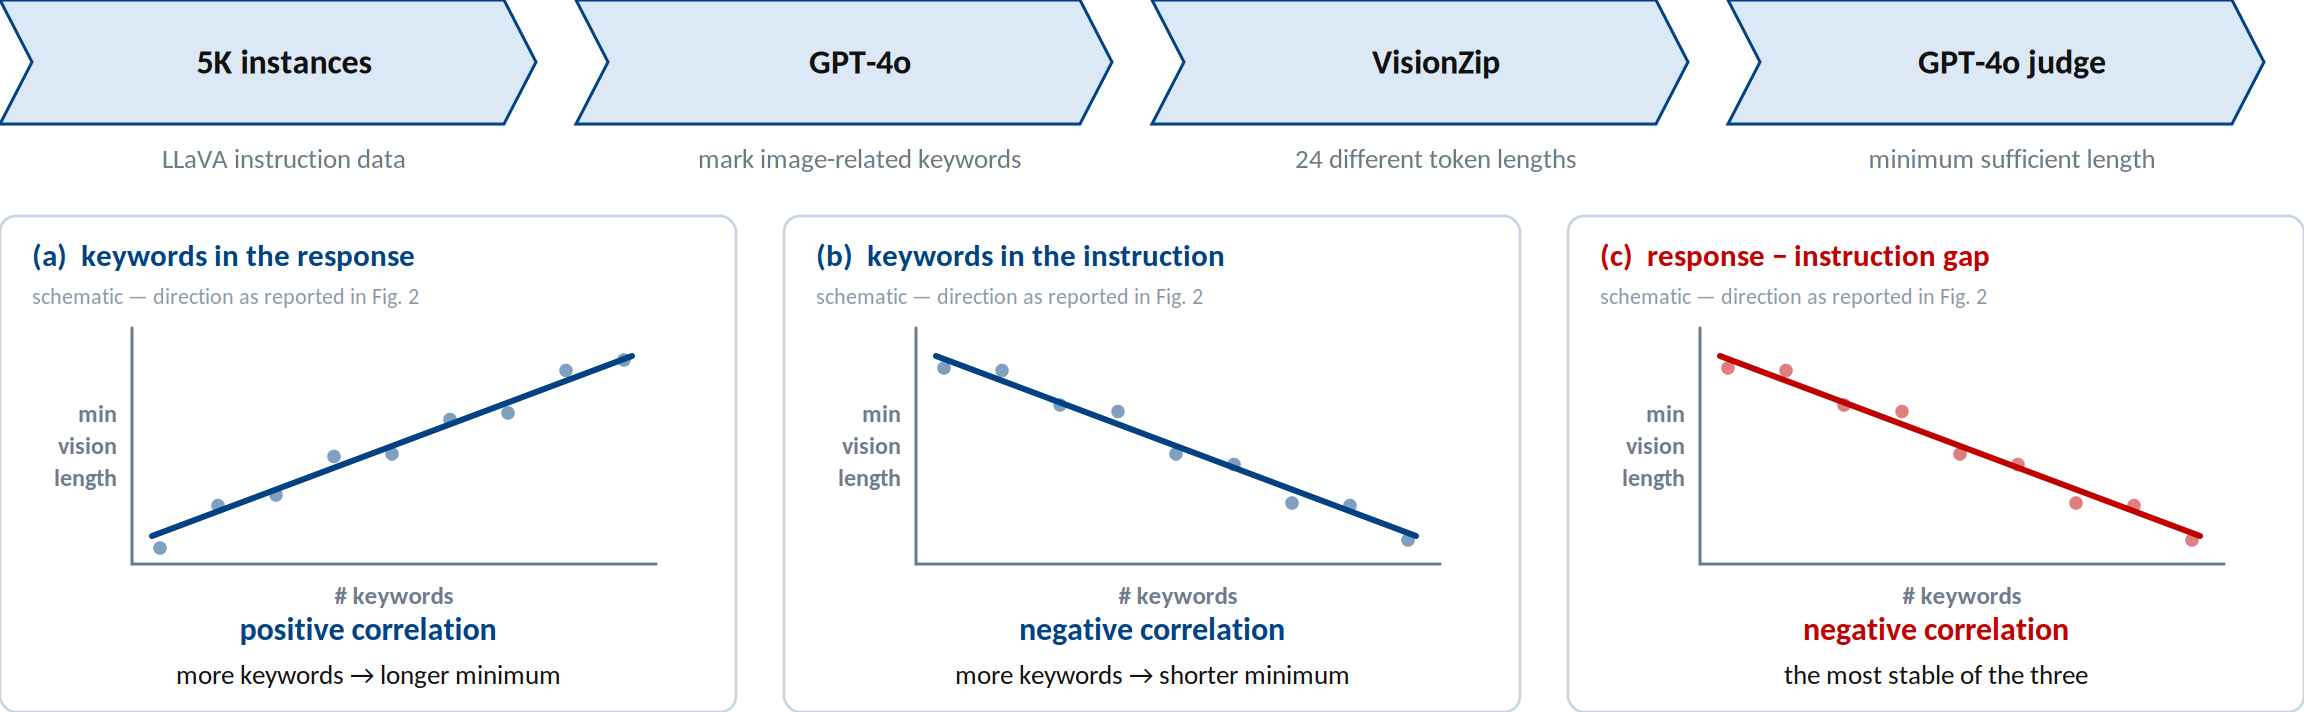 5K instances
GPT-4o
VisionZip
GPT-4o judge
LLaVA instruction data
mark image-related keywords
24 different token lengths
minimum sufficient length
(a) keywords in the response
schematic — direction as reported in Fig. 2
min
vision
length
# keywords
positive correlation
more keywords → longer minimum
(b) keywords in the instruction
schematic — direction as reported in Fig. 2
min
vision
length
# keywords
negative correlation
more keywords → shorter minimum
(c) response − instruction gap
schematic — direction as reported in Fig. 2
min
vision
length
# keywords
negative correlation
the most stable of the three